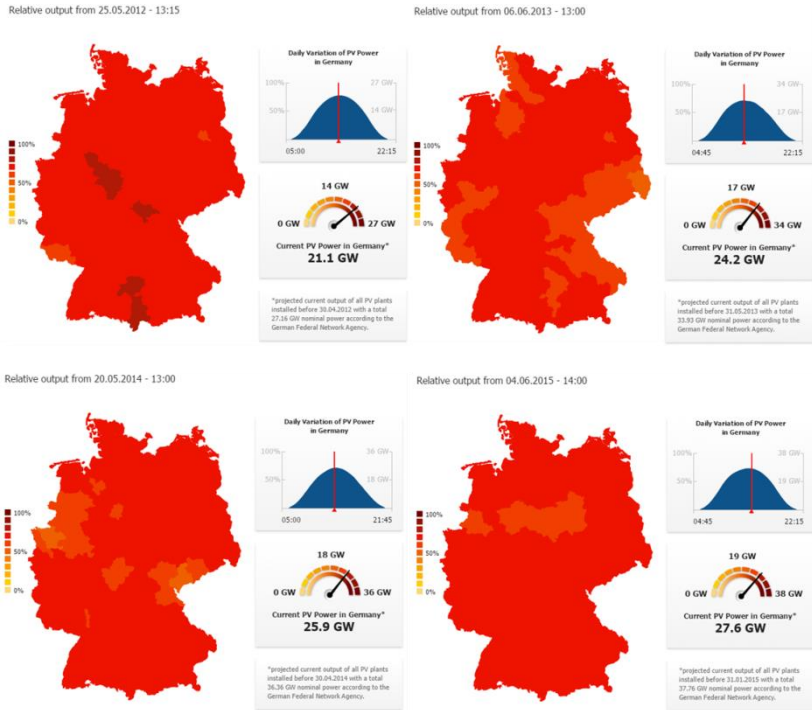 Relative output from 25.05.2012 - 13:15
Daily Variation of PV Power
in Germany
100%
27 GW
50%
14 GW
05:00
22:15
100%
50%
0%
14 GW
0 GW
27 GW
Current PV Power in Germany*
21.1 GW
*projected current output of all PV plants
installed before 30.04.2012 with a total
27.16 GW nominal power according to the
German Federal Network Agency.
Relative output from 06.06.2013 - 13:00
Daily Variation of PV Power
in Germany
100%
34 GW
50%
17 GW
04:45
22:15
100%
50%
0%
17 GW
0 GW
34 GW
Current PV Power in Germany*
24.2 GW
*projected current output of all PV plants
installed before 31.05.2013 with a total
33.93 GW nominal power according to the
German Federal Network Agency.
Relative output from 20.05.2014 - 13:00
Daily Variation of PV Power
in Germany
100%
36 GW
50%
18 GW
05:00
21:45
100%
50%
0%
18 GW
0 GW
36 GW
Current PV Power in Germany*
25.9 GW
*projected current output of all PV plants
installed before 30.04.2014 with a total
36.36 GW nominal power according to the
German Federal Network Agency.
Relative output from 04.06.2015 - 14:00
Daily Variation of PV Power
in Germany
100%
38 GW
50%
19 GW
04:45
22:15
100%
50%
0%
19 GW
0 GW
38 GW
Current PV Power in Germany*
27.6 GW
*projected current output of all PV plants
installed before 31.01.2015 with a total
37.76 GW nominal power according to the
German Federal Network Agency.